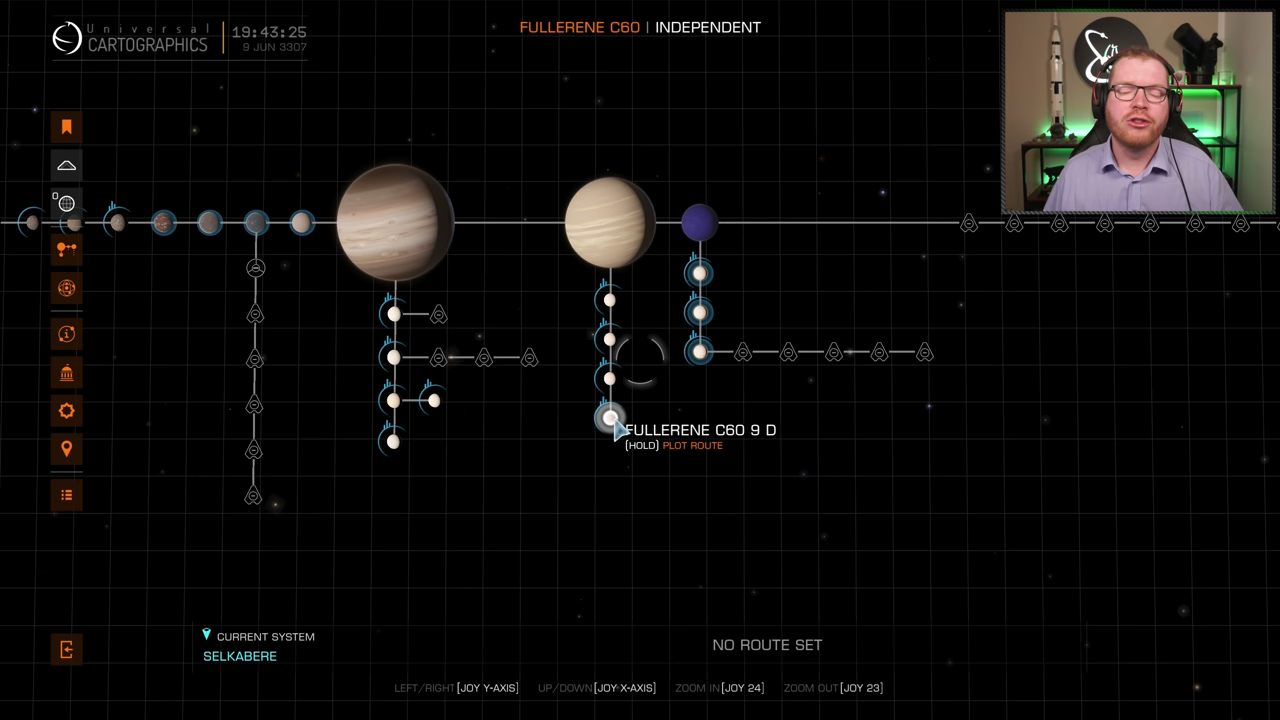 Universal
CARTOGRAPHICS
19:43:25
9 JUN 3307
FULLERENE C60 | INDEPENDENT
FULLERENE C60 9 D
[HOLD] PLOT ROUTE
CURRENT SYSTEM
SELKABERE
NO ROUTE SET
LEFT/RIGHT [JOY Y-AXIS] UP/DOWN [JOY X-AXIS] ZOOM IN [JOY 24] ZOOM OUT [JOY 23]